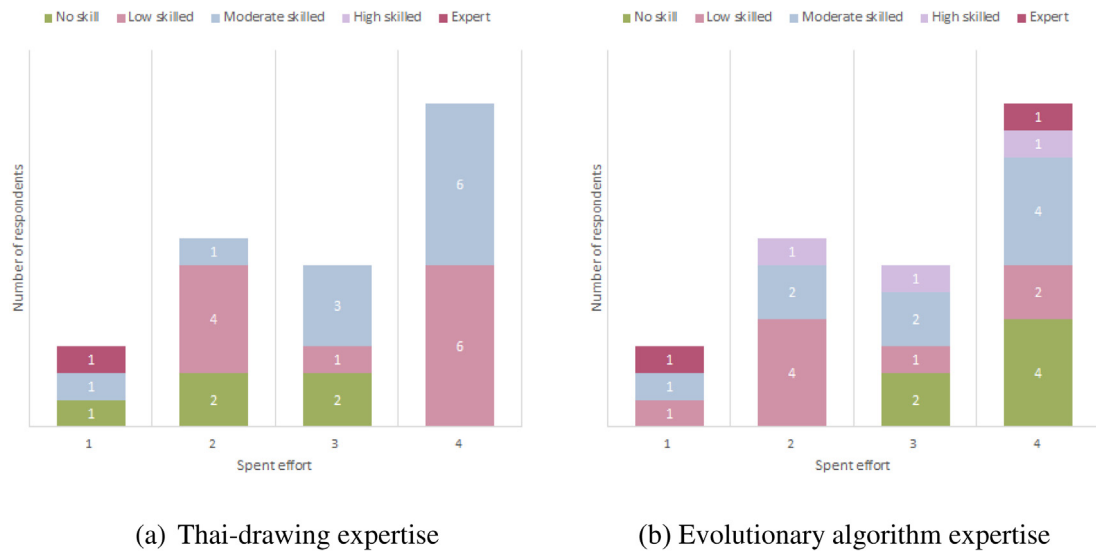 No skill Low skilled Moderate skilled High skilled Expert
Number of respondents
6
1
4 3
1 6
1 1
1 2 2
1 2 3 4
Spent effort
(a) Thai-drawing expertise
No skill Low skilled Moderate skilled High skilled Expert
Number of respondents
1
1
4
1 1
2 2 2
1 4 1 4
1 2
1
1 2 3 4
Spent effort
(b) Evolutionary algorithm expertise